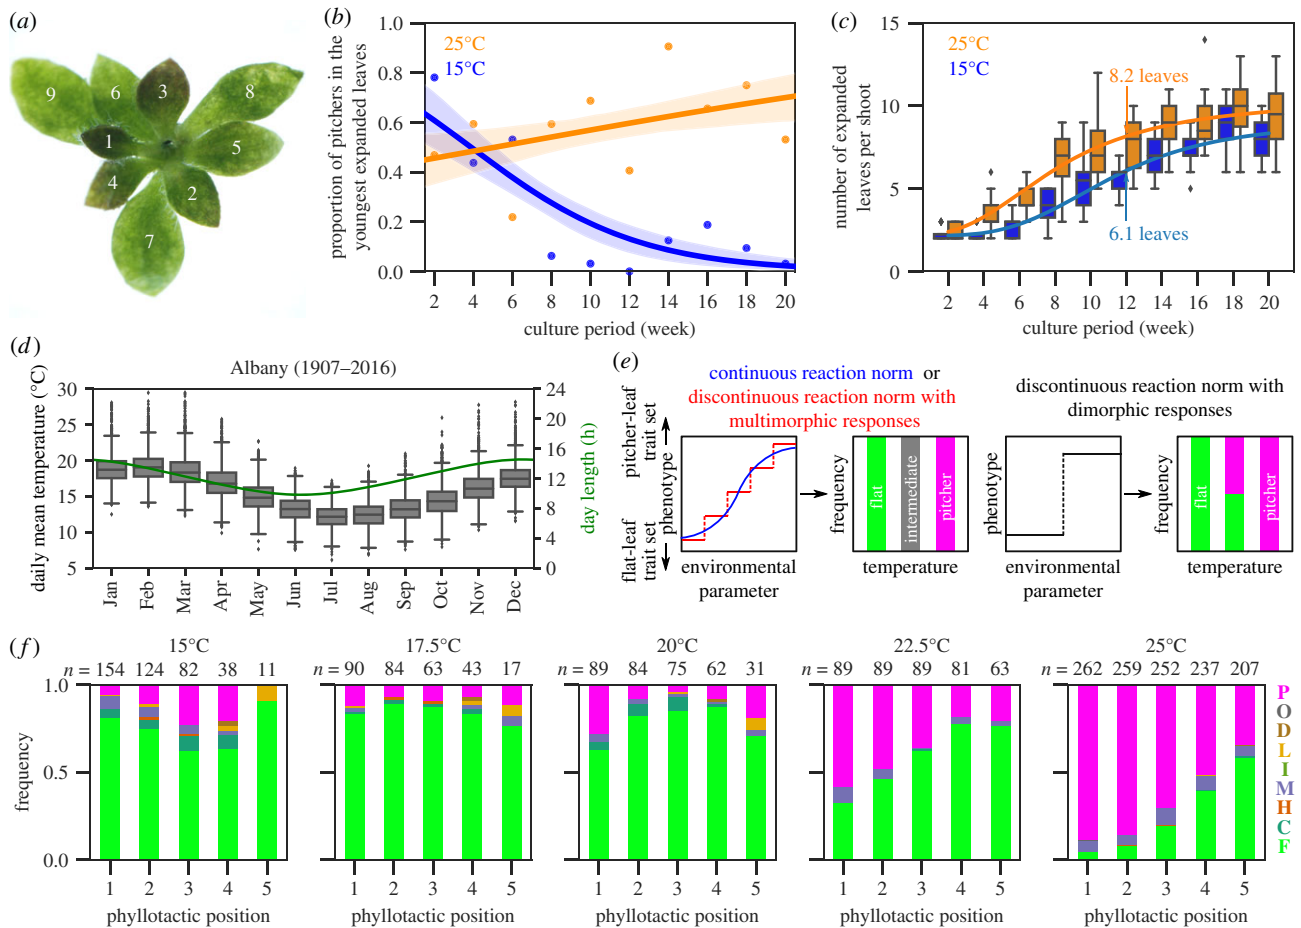 (a)
9
6
3
8
1
5
4
2
7
(b)
1.0
0.8
0.6
0.4
0.2
0.0
proportion of pitchers in the
youngest expanded leaves
25°C
15°C
2 4 6 8 10 12 14 16 18 20
culture period (week)
(c)
15
10
5
0
number of expanded
leaves per shoot
25°C
15°C
8.2 leaves
6.1 leaves
2 4 6 8 10 12 14 16 18 20
culture period (week)
(d)
Albany (1907–2016)
daily mean temperature (°C)
30
25
20
15
10
5
24
20
16
12
8
4
0
day length (h)
Jan Feb Mar Apr May Jun Jul Aug Sep Oct Nov Dec
(e)
continuous reaction norm or
discontinuous reaction norm with
multimorphic responses
pitcher-leaf
trait set
flat-leaf
trait set
phenotype
environmental
parameter
frequency
flat
intermediate
pitcher
temperature
discontinuous reaction norm with
dimorphic responses
phenotype
environmental
parameter
frequency
flat
pitcher
temperature
(f)
15°C
n = 154 124 82 38 11
1.0
0.5
0.0
frequency
1 2 3 4 5
phyllotactic position
17.5°C
n = 90 84 63 43 17
1 2 3 4 5
phyllotactic position
20°C
n = 89 84 75 62 31
1 2 3 4 5
phyllotactic position
22.5°C
n = 89 89 89 81 63
1 2 3 4 5
phyllotactic position
25°C
n = 262 259 252 237 207
1 2 3 4 5
phyllotactic position
P
O
D
L
I
M
H
C
F